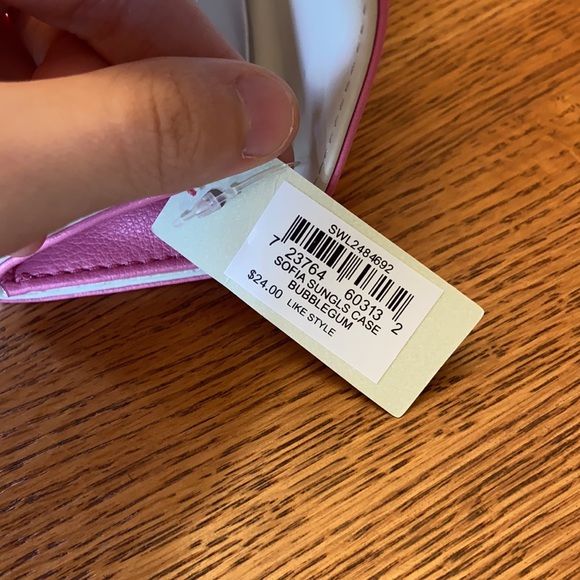 SWL2484692
7 23764 60313 2
SOFIA SUNGLS CASE
BUBBLEGUM
$24.00 LIKE STYLE